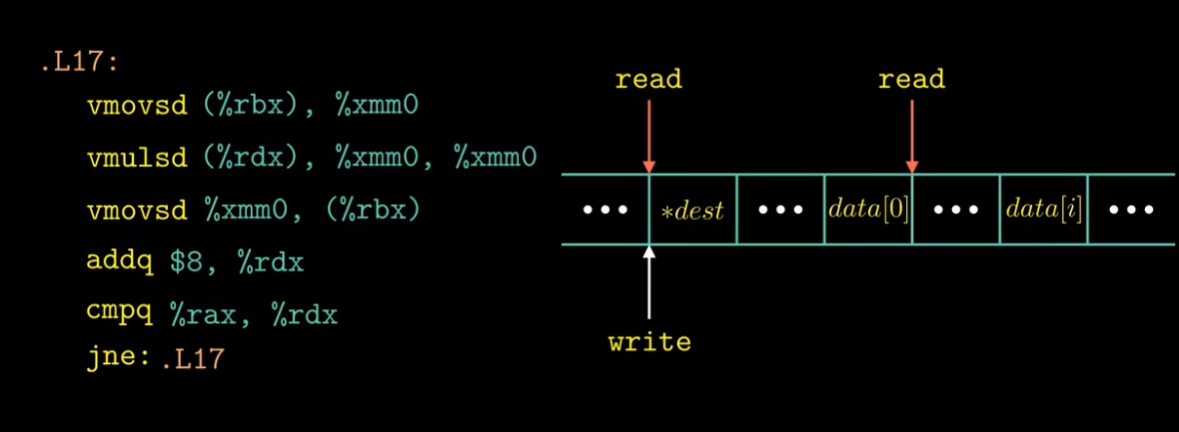 .L17:
vmovsd (%rbx), %xmm0
vmulsd (%rdx), %xmm0, %xmm0
vmovsd %xmm0, (%rbx)
addq $8, %rdx
cmpq %rax, %rdx
jne: .L17
read read
••• *dest ••• data[0] ••• data[i] •••
write